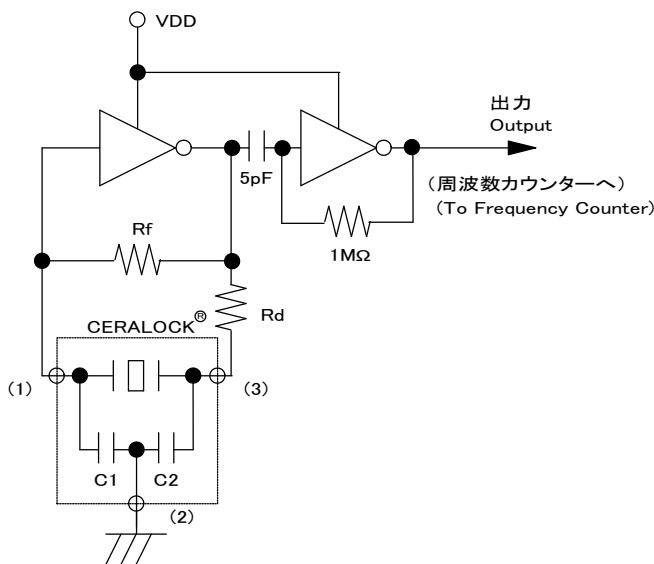 VDD
出力
Output
5pF
(周波数カウンターへ)
(To Frequency Counter)
Rf
1MΩ
Rd
CERALOCK®
(1)
(3)
C1
C2
(2)